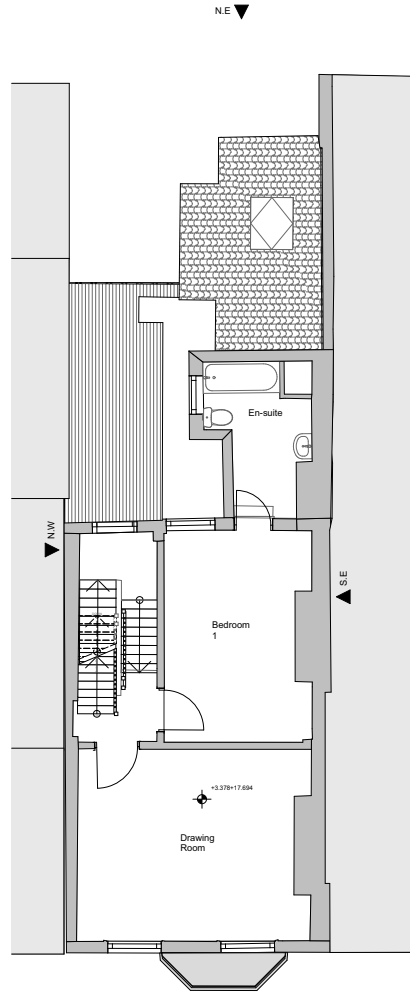 N.E
En-suite
N.W
S.E
Bedroom
1
+3.378+17.694
Drawing
Room